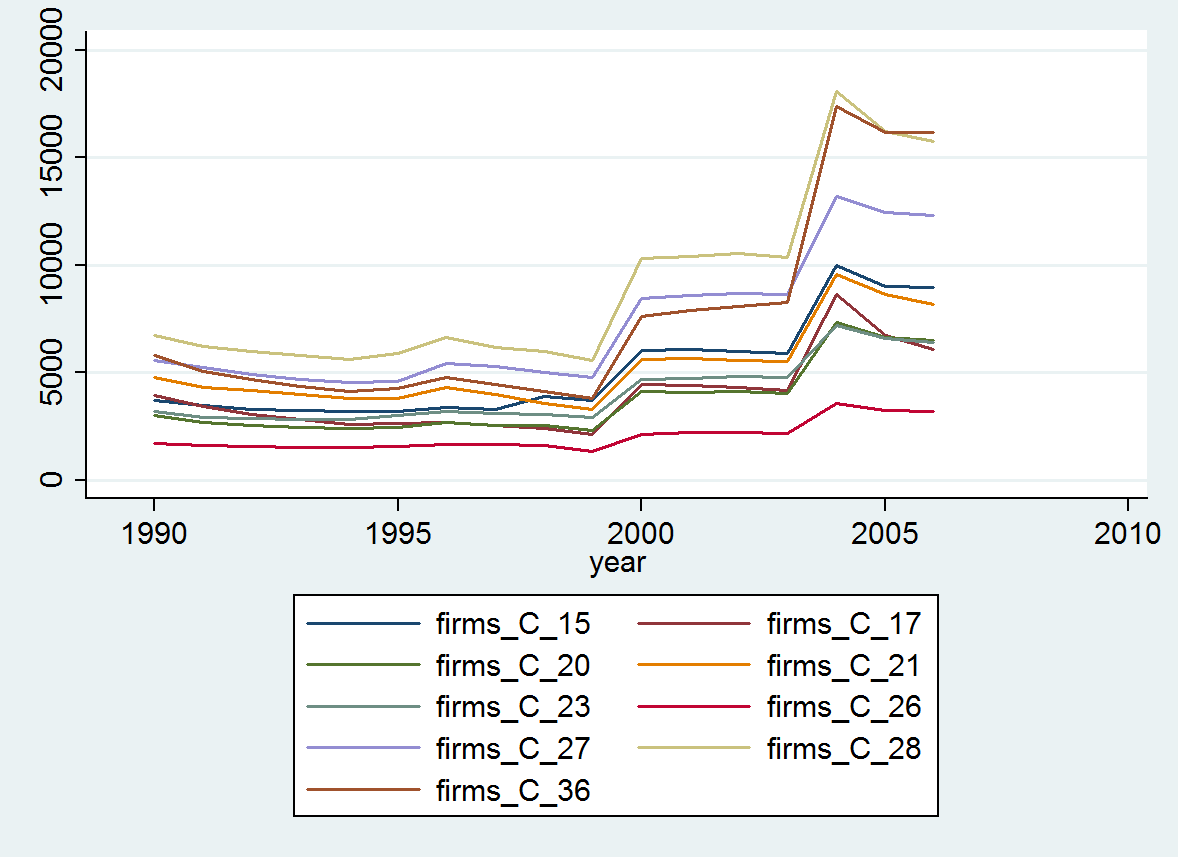 20000
15000
10000
5000
0
1990 1995 2000 2005 2010
year
firms_C_15 firms_C_17
firms_C_20 firms_C_21
firms_C_23 firms_C_26
firms_C_27 firms_C_28
firms_C_36